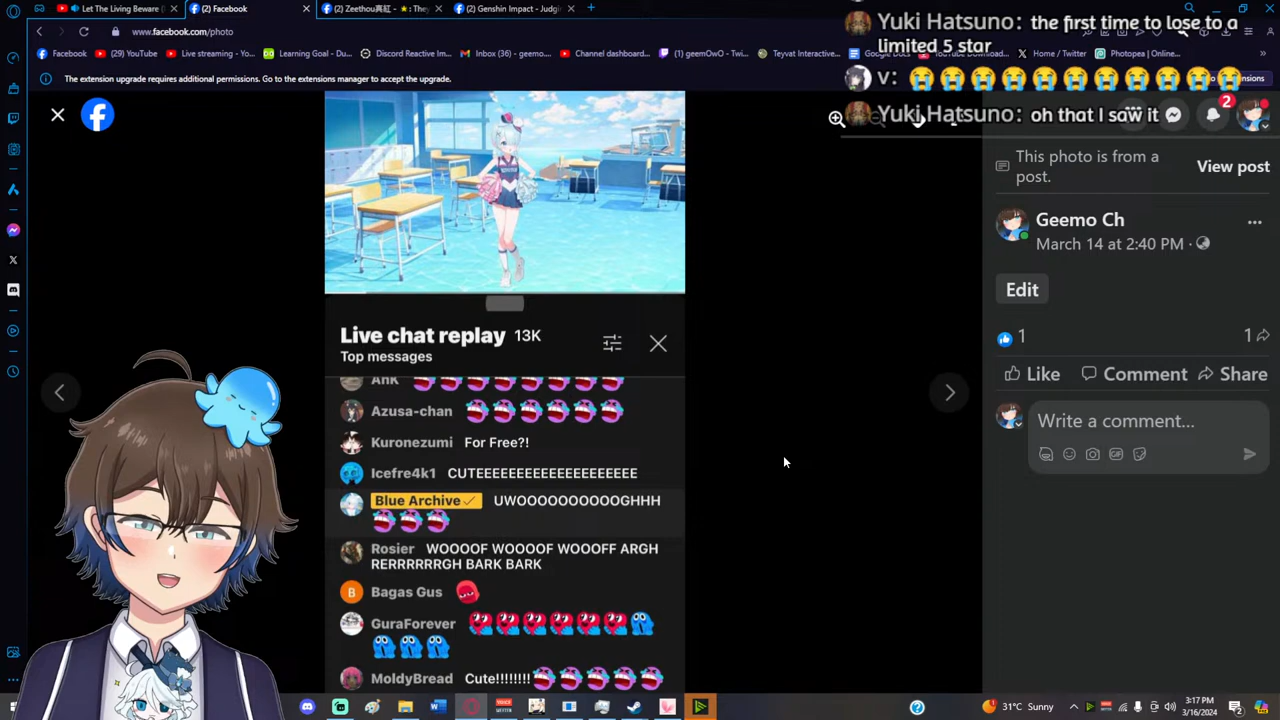 Let The Living Beware (
(2) Facebook
(2) Zeethou真紅 - ★: The
(2) Genshin Impact - Judgi
Yuki Hatsuno: the first time to lose to a
limited 5 star
www.facebook.com/photo
Facebook
(29) YouTube
Live streaming - Yo...
Learning Goal - Du...
Discord Reactive Im...
Inbox (36) - geemo...
Channel dashboard...
(1) geemOwO - Twi...
Teyvat Interactive...
Home / Twitter
Photopea | Online...
The extension upgrade requires additional permissions. Go to the extensions manager to accept the upgrade.
v: 😭😭😭😭😭😭😭😭😭😭😭
Yuki Hatsuno: oh that I saw it
2
This photo is from a
post.
View post
Geemo Ch
March 14 at 2:40 PM
Edit
1
1
Like
Comment
Share
Write a comment...
GIF
Live chat replay 13K
Top messages
AnK
Azusa-chan
Kuronezumi For Free?!
Icefre4k1 CUTEEEEEEEEEEEEEEEEEEE
Blue Archive UWOOOOOOOOOOGHHH
Rosier WOOOOF WOOOOF WOOOFF ARGH
RERRRRRRGH BARK BARK
B Bagas Gus
GuraForever
MoldyBread Cute!!!!!!!!
31°C Sunny
3:17 PM
3/16/2024